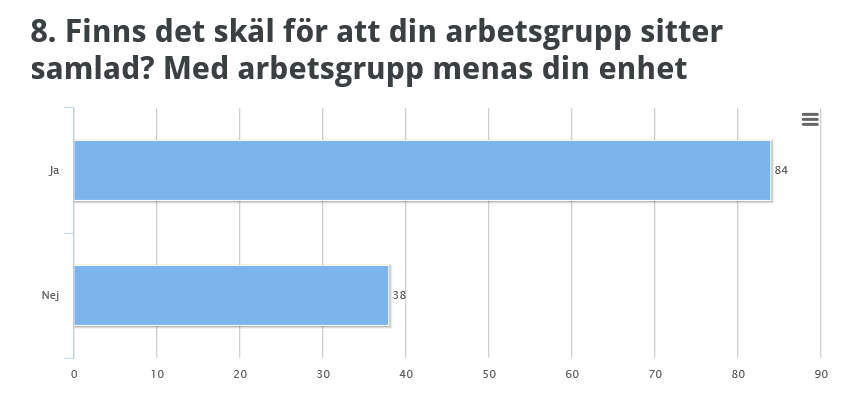 8. Finns det skäl för att din arbetsgrupp sitter
samlad? Med arbetsgrupp menas din enhet
Ja
84
Nej
38
0 10 20 30 40 50 60 70 80 90